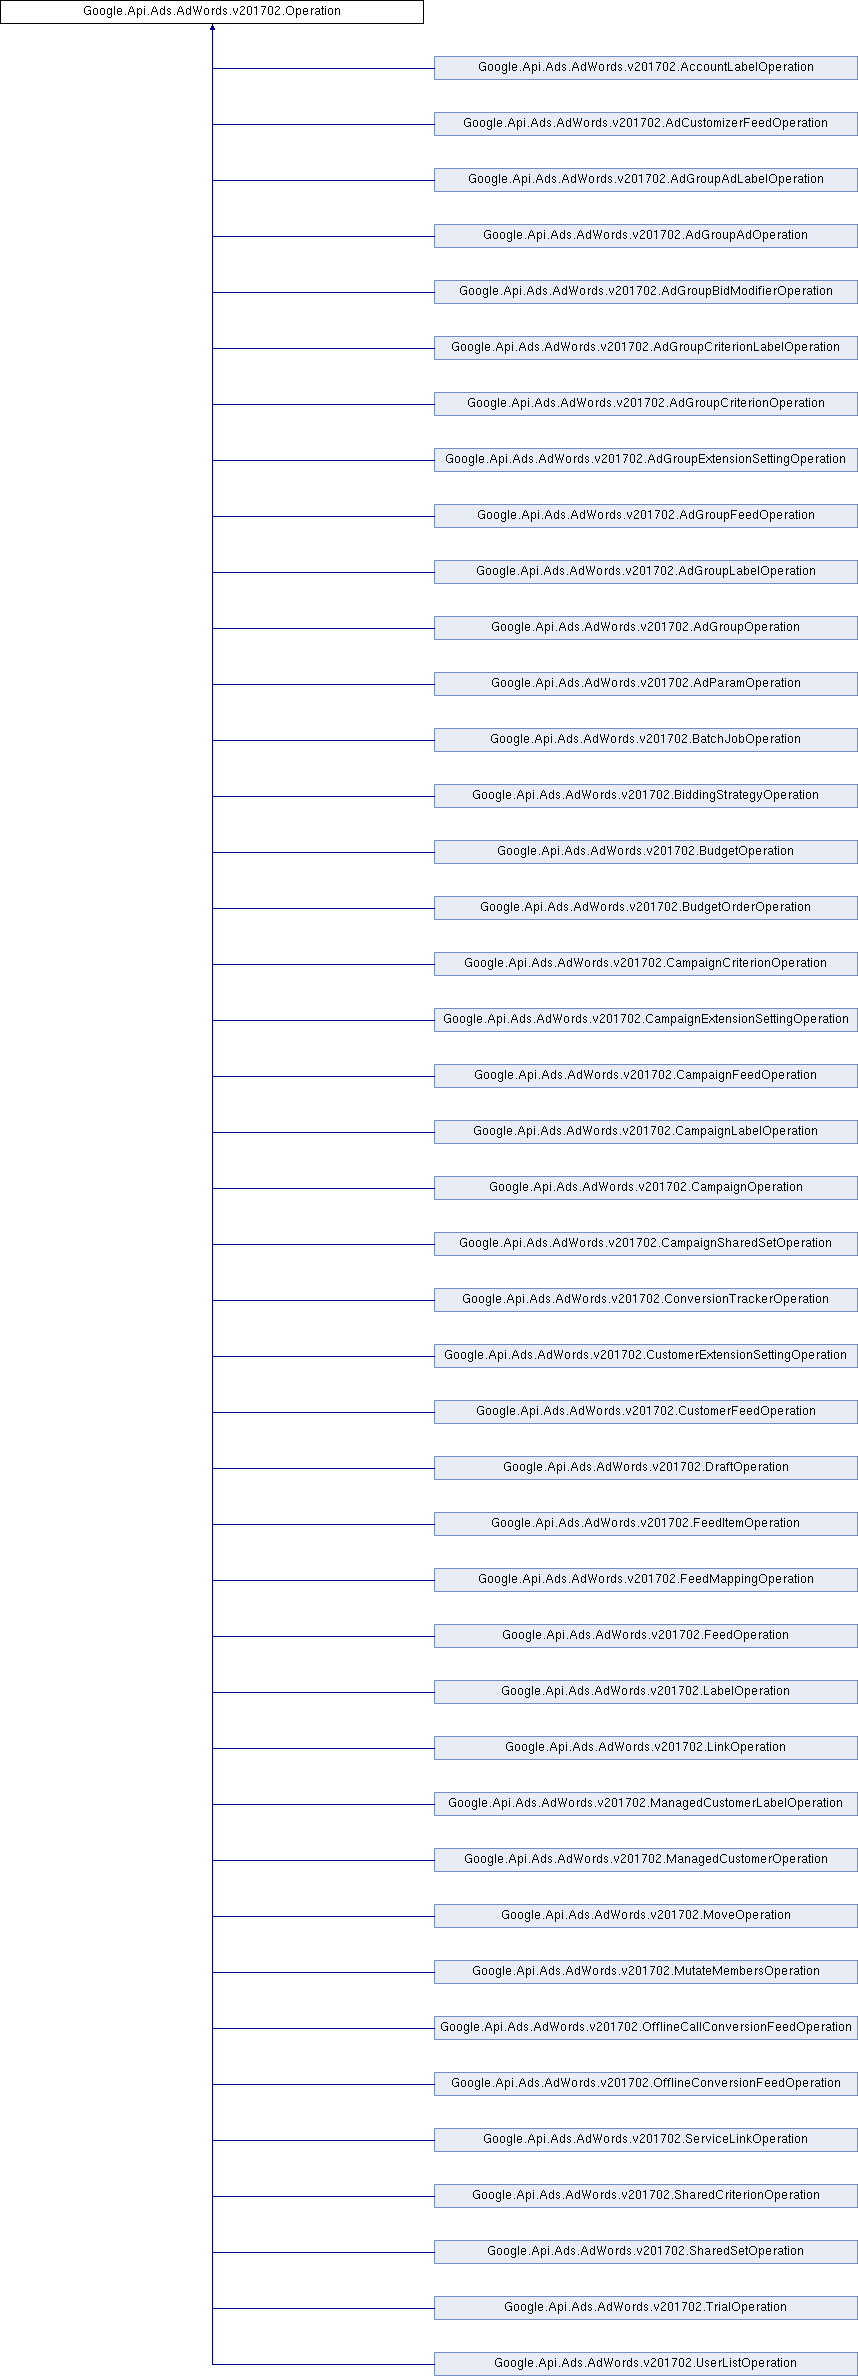 Google.Api.Ads.AdWords.v201702.Operation
Google.Api.Ads.AdWords.v201702.AccountLabelOperation
Google.Api.Ads.AdWords.v201702.AdCustomizerFeedOperation
Google.Api.Ads.AdWords.v201702.AdGroupAdLabelOperation
Google.Api.Ads.AdWords.v201702.AdGroupAdOperation
Google.Api.Ads.AdWords.v201702.AdGroupBidModifierOperation
Google.Api.Ads.AdWords.v201702.AdGroupCriterionLabelOperation
Google.Api.Ads.AdWords.v201702.AdGroupCriterionOperation
Google.Api.Ads.AdWords.v201702.AdGroupExtensionSettingOperation
Google.Api.Ads.AdWords.v201702.AdGroupFeedOperation
Google.Api.Ads.AdWords.v201702.AdGroupLabelOperation
Google.Api.Ads.AdWords.v201702.AdGroupOperation
Google.Api.Ads.AdWords.v201702.AdParamOperation
Google.Api.Ads.AdWords.v201702.BatchJobOperation
Google.Api.Ads.AdWords.v201702.BiddingStrategyOperation
Google.Api.Ads.AdWords.v201702.BudgetOperation
Google.Api.Ads.AdWords.v201702.BudgetOrderOperation
Google.Api.Ads.AdWords.v201702.CampaignCriterionOperation
Google.Api.Ads.AdWords.v201702.CampaignExtensionSettingOperation
Google.Api.Ads.AdWords.v201702.CampaignFeedOperation
Google.Api.Ads.AdWords.v201702.CampaignLabelOperation
Google.Api.Ads.AdWords.v201702.CampaignOperation
Google.Api.Ads.AdWords.v201702.CampaignSharedSetOperation
Google.Api.Ads.AdWords.v201702.ConversionTrackerOperation
Google.Api.Ads.AdWords.v201702.CustomerExtensionSettingOperation
Google.Api.Ads.AdWords.v201702.CustomerFeedOperation
Google.Api.Ads.AdWords.v201702.DraftOperation
Google.Api.Ads.AdWords.v201702.FeedItemOperation
Google.Api.Ads.AdWords.v201702.FeedMappingOperation
Google.Api.Ads.AdWords.v201702.FeedOperation
Google.Api.Ads.AdWords.v201702.LabelOperation
Google.Api.Ads.AdWords.v201702.LinkOperation
Google.Api.Ads.AdWords.v201702.ManagedCustomerLabelOperation
Google.Api.Ads.AdWords.v201702.ManagedCustomerOperation
Google.Api.Ads.AdWords.v201702.MoveOperation
Google.Api.Ads.AdWords.v201702.MutateMembersOperation
Google.Api.Ads.AdWords.v201702.OfflineCallConversionFeedOperation
Google.Api.Ads.AdWords.v201702.OfflineConversionFeedOperation
Google.Api.Ads.AdWords.v201702.ServiceLinkOperation
Google.Api.Ads.AdWords.v201702.SharedCriterionOperation
Google.Api.Ads.AdWords.v201702.SharedSetOperation
Google.Api.Ads.AdWords.v201702.TrialOperation
Google.Api.Ads.AdWords.v201702.UserListOperation